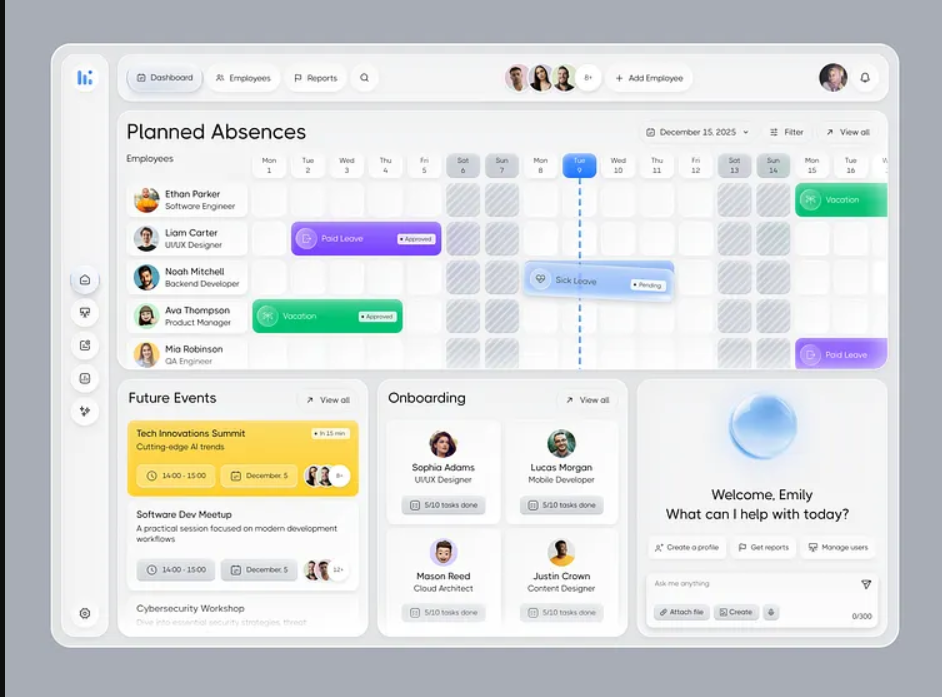 Dashboard
Employees
Reports
8+
+ Add Employee
Planned Absences
December 15, 2025
Filter
View all
Employees
Mon 1
Tue 2
Wed 3
Thu 4
Fri 5
Sat 6
Sun 7
Mon 8
Tue 9
Wed 10
Thu 11
Fri 12
Sat 13
Sun 14
Mon 15
Tue 16
Ethan Parker
Software Engineer
Vacation
Liam Carter
UI/UX Designer
Paid Leave
Approved
Noah Mitchell
Backend Developer
Sick Leave
Pending
Ava Thompson
Product Manager
Vacation
Approved
Mia Robinson
QA Engineer
Paid Leave
Future Events
View all
Tech Innovations Summit
In 15 min
Cutting-edge AI trends
14:00 - 15:00
December, 5
8+
Software Dev Meetup
A practical session focused on modern development
workflows
14:00 - 15:00
December, 5
12+
Cybersecurity Workshop
Dive into essential security strategies, threat
Onboarding
View all
Sophia Adams
UI/UX Designer
5/10 tasks done
Lucas Morgan
Mobile Developer
5/10 tasks done
Mason Reed
Cloud Architect
5/10 tasks done
Justin Crown
Content Designer
5/10 tasks done
Welcome, Emily
What can I help with today?
Create a profile
Get reports
Manage users
Ask me anything
Attach file
Create
0/300